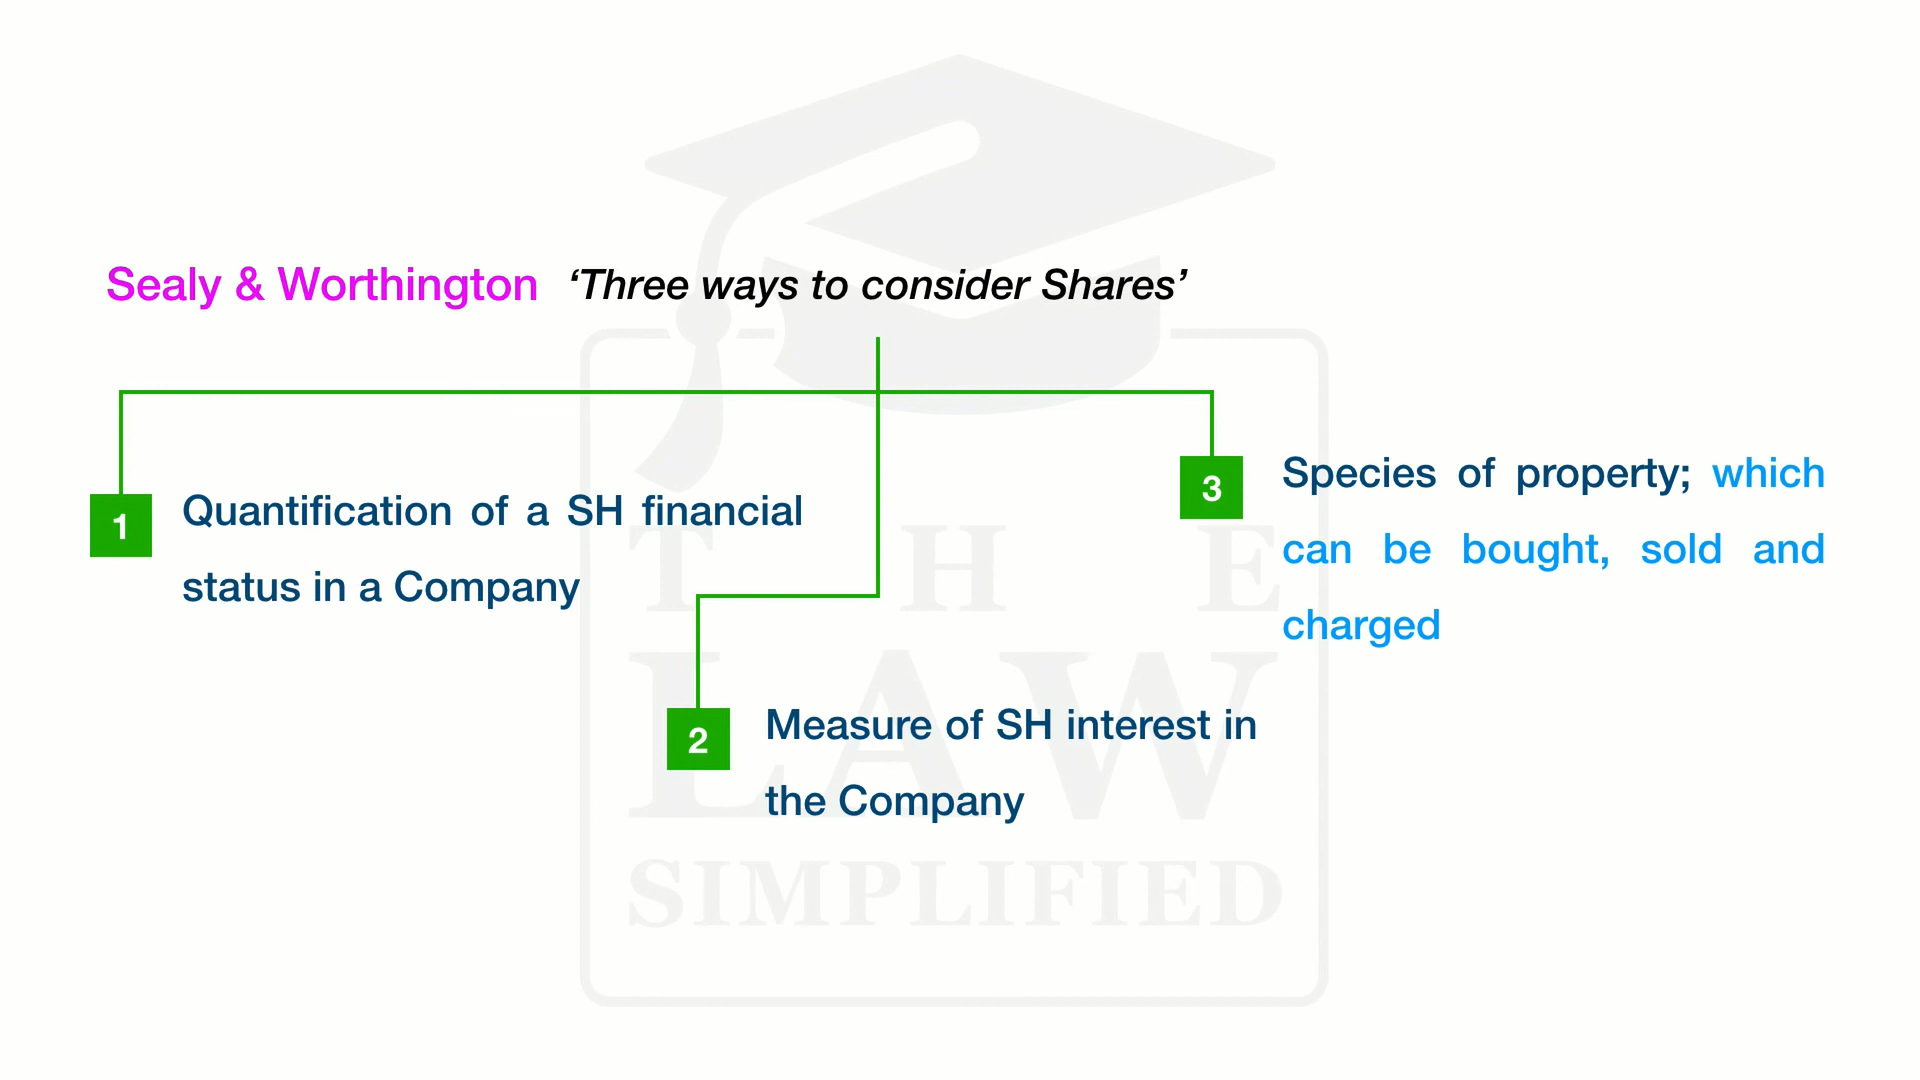 Sealy & Worthington ‘Three ways to consider Shares’
1
Quantification of a SH financial
status in a Company
2
Measure of SH interest in
the Company
3
Species of property; which
can be bought, sold and
charged
THE
LAW
SIMPLIFIED